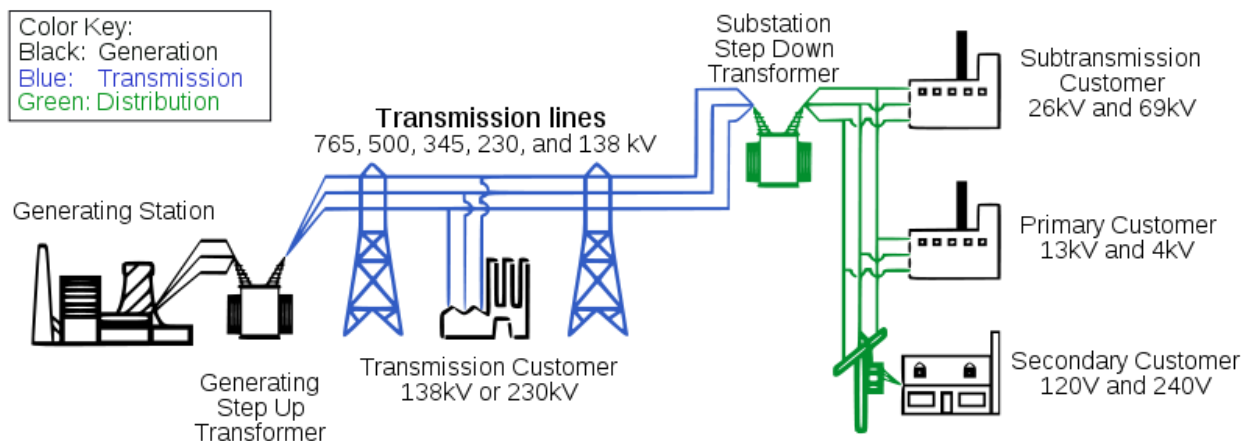 Color Key:
Black: Generation
Blue: Transmission
Green: Distribution
Substation
Step Down
Transformer
Subtransmission
Customer
26kV and 69kV
Transmission lines
765, 500, 345, 230, and 138 kV
Generating Station
Primary Customer
13kV and 4kV
Transmission Customer
138kV or 230kV
Secondary Customer
120V and 240V
Generating
Step Up
Transformer